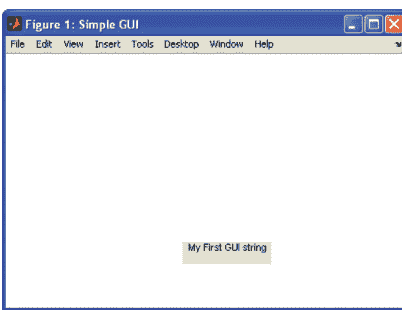 Figure 1: Simple GUI
File Edit View Insert Tools Desktop Window Help
My First GUI string